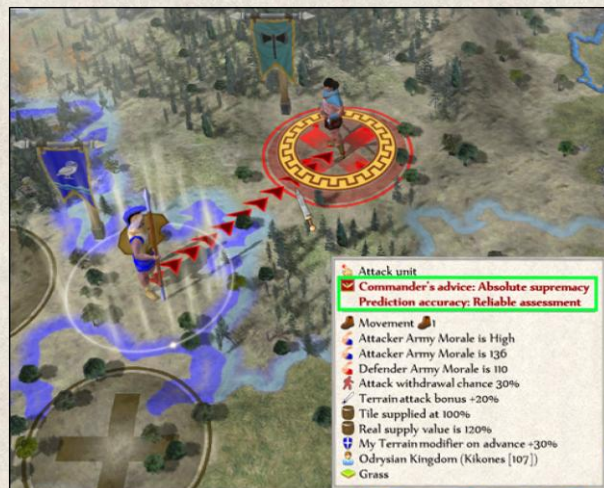 Attack unit
Commander's advice: Absolute supremacy
Prediction accuracy: Reliable assessment
Movement 1
Attacker Army Morale is High
Attacker Army Morale is 136
Defender Army Morale is 110
Attack withdrawal chance 30%
Terrain attack bonus +20%
Tile supplied at 100%
Real supply value is 120%
My Terrain modifier on advance +30%
Odrysian Kingdom (Kikones [107])
Grass